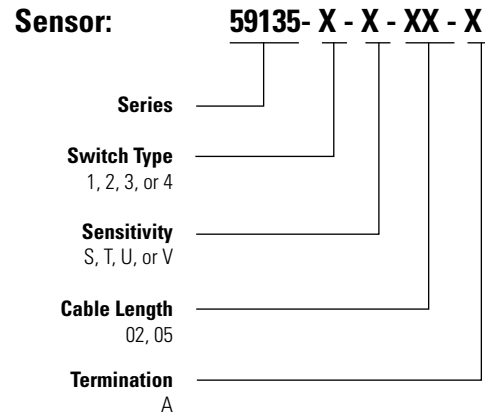 Sensor: 59135- X - X - XX - X
Series
Switch Type
1, 2, 3, or 4
Sensitivity
S, T, U, or V
Cable Length
02, 05
Termination
A